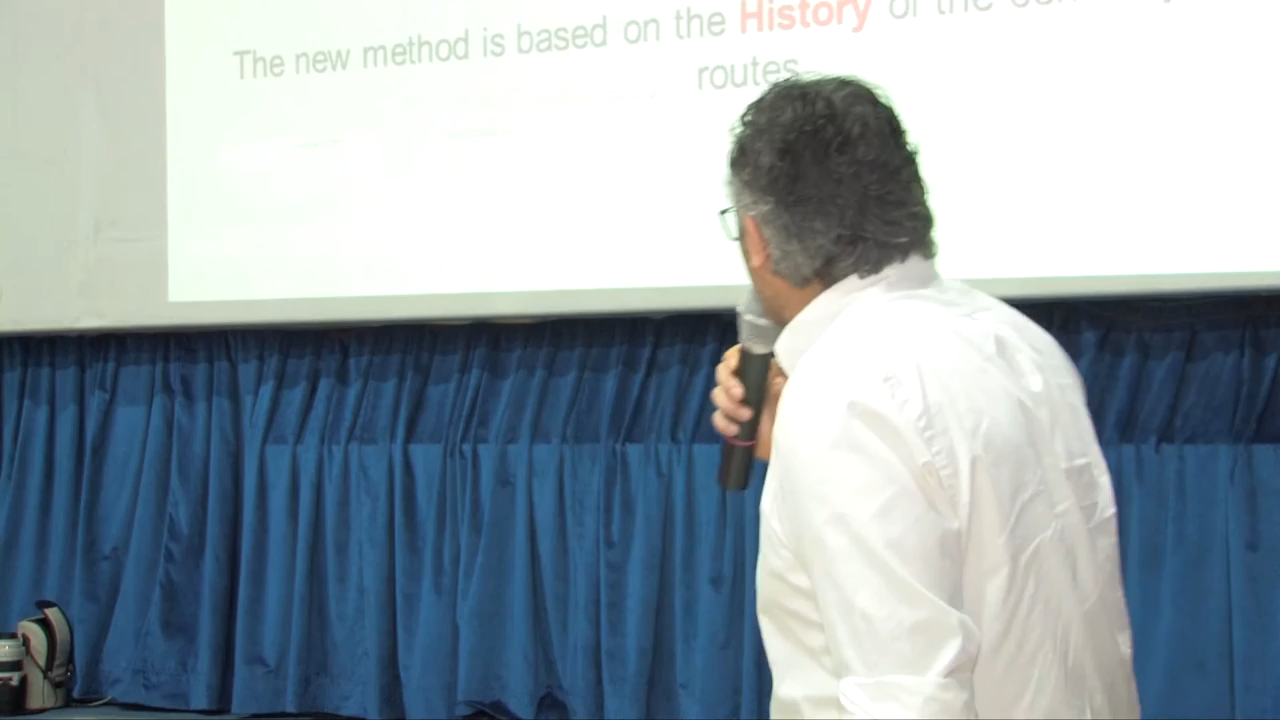 The new method is based on the History of the
routes